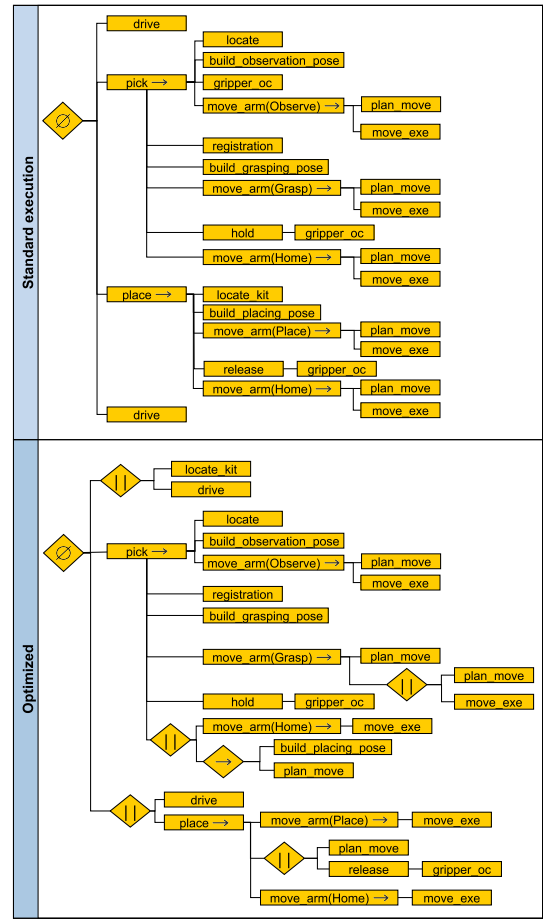 Standard execution
∅
drive
pick →
locate
build_observation_pose
gripper_oc
move_arm(Observe) →
plan_move
move_exe
registration
build_grasping_pose
move_arm(Grasp) →
plan_move
move_exe
hold
gripper_oc
move_arm(Home) →
plan_move
move_exe
place →
locate_kit
build_placing_pose
move_arm(Place) →
plan_move
move_exe
release
gripper_oc
move_arm(Home) →
plan_move
move_exe
drive
Optimized
∅
||
locate_kit
drive
pick →
locate
build_observation_pose
move_arm(Observe) →
plan_move
move_exe
registration
build_grasping_pose
move_arm(Grasp) →
plan_move
||
plan_move
move_exe
hold
gripper_oc
||
move_arm(Home) →
move_exe
→
build_placing_pose
plan_move
||
drive
place →
move_arm(Place) →
move_exe
||
plan_move
release
gripper_oc
move_arm(Home) →
move_exe